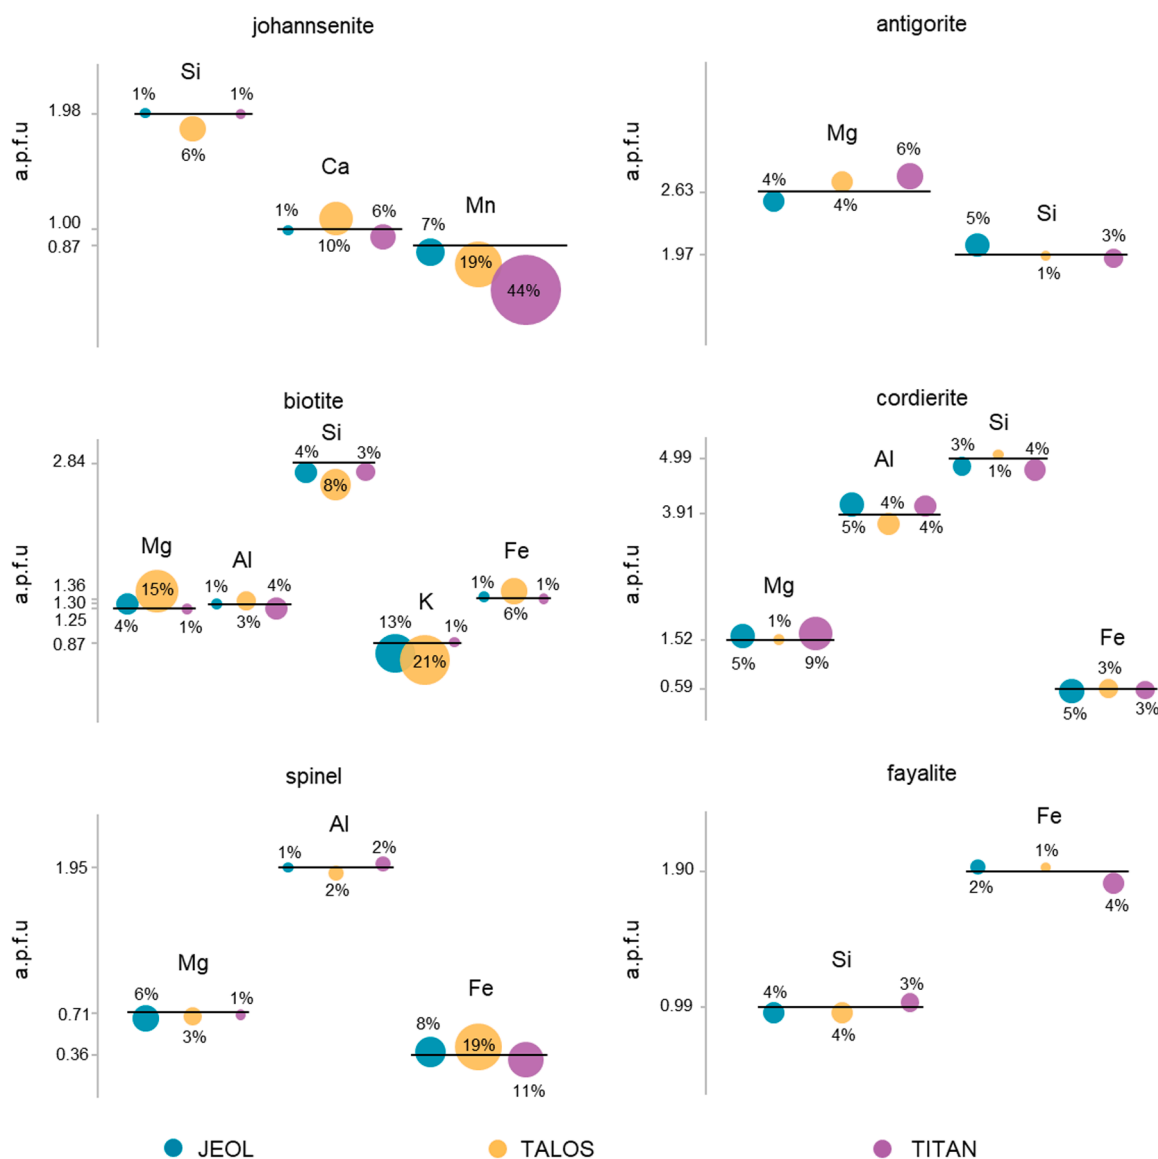 johannsenite
Si
1%
1%
1.98
6%
Ca
1%
6%
10%
Mn
7%
19%
44%
1.00
0.87
a.p.f.u
antigorite
Mg
4%
6%
4%
2.63
Si
5%
3%
1%
1.97
a.p.f.u
biotite
Si
4%
3%
8%
2.84
Mg
15%
4%
1%
Al
1%
4%
3%
Fe
1%
1%
6%
K
13%
1%
21%
1.36
1.30
1.25
0.87
a.p.f.u
cordierite
Si
3%
4%
1%
4.99
Al
4%
5%
4%
3.91
Mg
1%
5%
9%
1.52
Fe
3%
5%
3%
0.59
a.p.f.u
spinel
Al
1%
2%
2%
1.95
Mg
6%
1%
3%
0.71
Fe
8%
19%
11%
0.36
a.p.f.u
fayalite
Fe
1%
2%
4%
1.90
Si
4%
3%
4%
0.99
a.p.f.u
JEOL
TALOS
TITAN